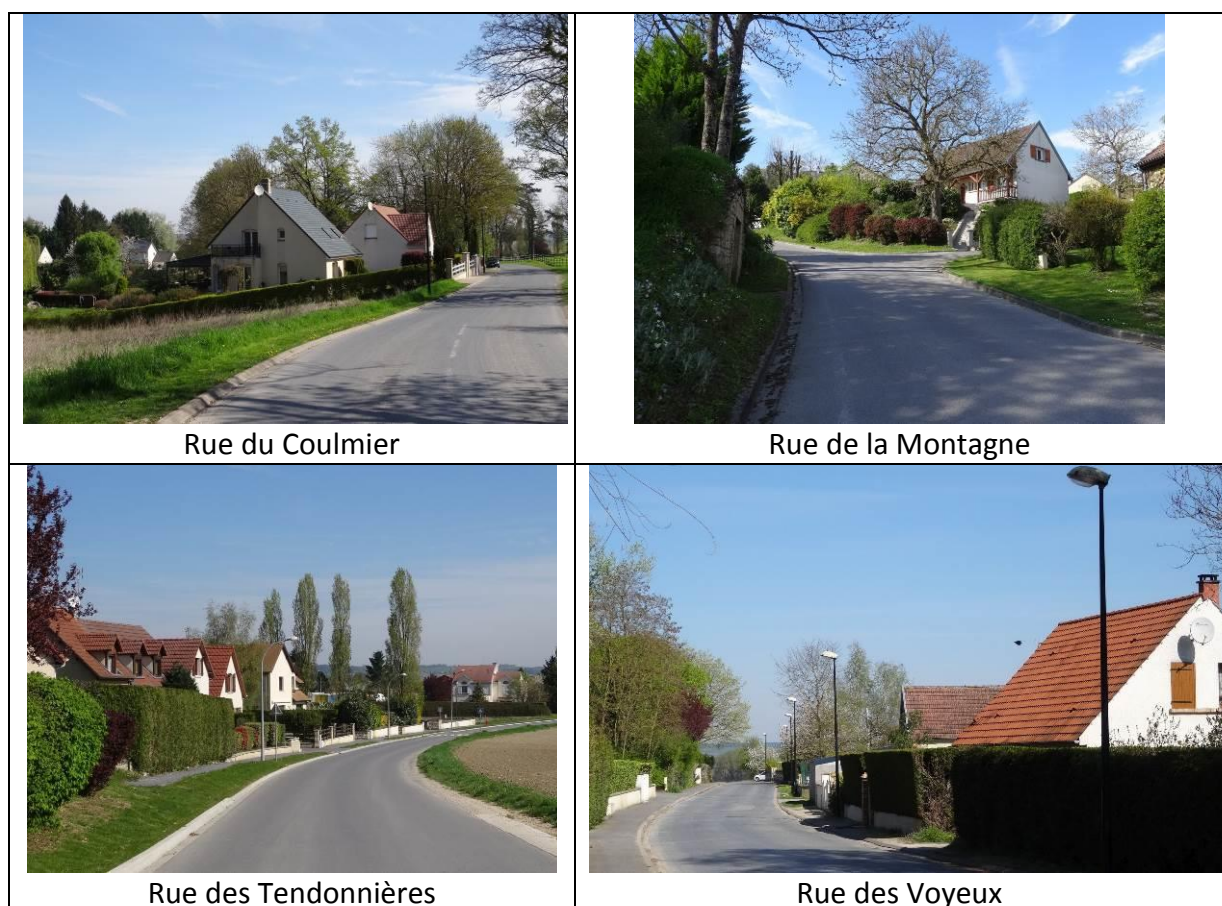 Rue du Coulmier
Rue de la Montagne
Rue des Tendonnières
Rue des Voyeux